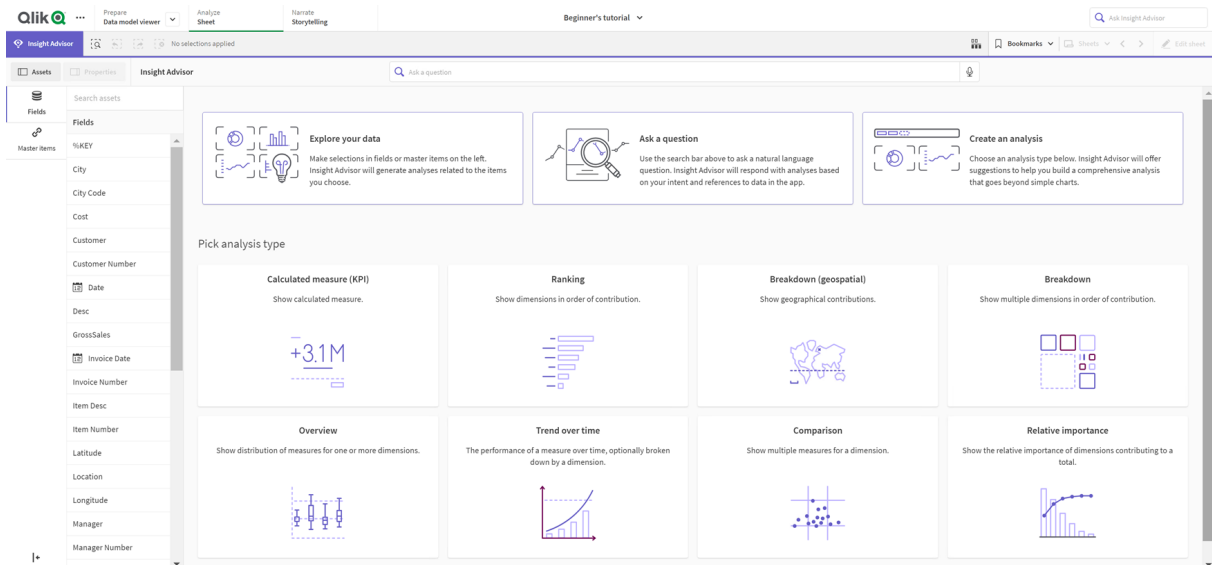 Qlik
Prepare
Data model viewer
Analyze
Sheet
Narrate
Storytelling
Beginner's tutorial
Ask Insight Advisor
Insight Advisor
No selections applied
Bookmarks
Sheets
Edit sheet
Assets
Properties
Insight Advisor
Ask a question
Fields
Master items
Search assets
Fields
%KEY
City
City Code
Cost
Customer
Customer Number
Date
Desc
GrossSales
Invoice Date
Invoice Number
Item Desc
Item Number
Latitude
Location
Longitude
Manager
Manager Number
Explore your data
Make selections in fields or master items on the left.
Insight Advisor will generate analyses related to the items
you choose.
Ask a question
Use the search bar above to ask a natural language
question. Insight Advisor will respond with analyses based
on your intent and references to data in the app.
Create an analysis
Choose an analysis type below. Insight Advisor will offer
suggestions to help you build a comprehensive analysis
that goes beyond simple charts.
Pick analysis type
Calculated measure (KPI)
Show calculated measure.
+3.1M
Ranking
Show dimensions in order of contribution.
Breakdown (geospatial)
Show geographical contributions.
Breakdown
Show multiple dimensions in order of contribution.
Overview
Show distribution of measures for one or more dimensions.
Trend over time
The performance of a measure over time, optionally broken
down by a dimension.
Comparison
Show multiple measures for a dimension.
Relative importance
Show the relative importance of dimensions contributing to a
total.